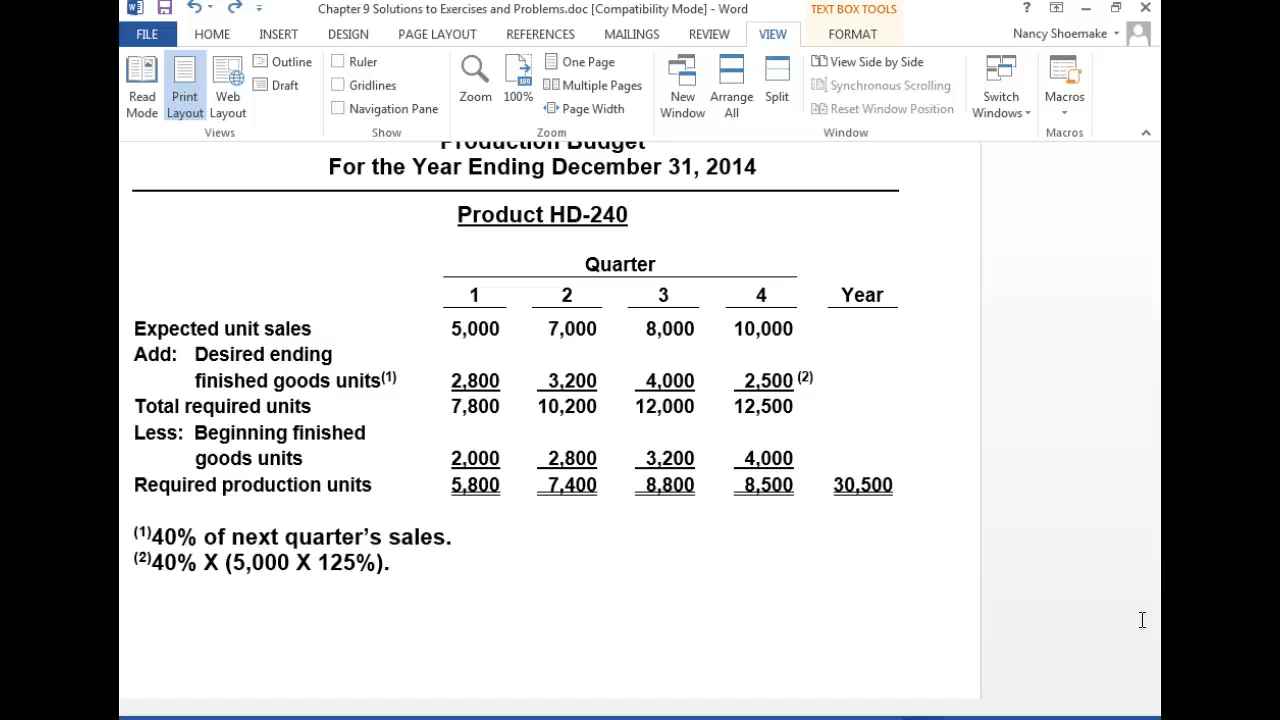 Chapter 9 Solutions to Exercises and Problems.doc [Compatibility Mode] - Word
TEXT BOX TOOLS
?
FILE HOME INSERT DESIGN PAGE LAYOUT REFERENCES MAILINGS REVIEW VIEW FORMAT
Nancy Shoemake
Read Mode
Print Layout
Web Layout
Outline
Draft
Views
Ruler
Gridlines
Navigation Pane
Show
Zoom
100
100%
One Page
Multiple Pages
Page Width
Zoom
New Window
Arrange All
Split
View Side by Side
Synchronous Scrolling
Reset Window Position
Window
Switch Windows
Macros
Macros
Production Budget
For the Year Ending December 31, 2014
Product HD-240
Quarter
1 2 3 4 Year
Expected unit sales 5,000 7,000 8,000 10,000
Add: Desired ending
finished goods units(1) 2,800 3,200 4,000 2,500 (2)
Total required units 7,800 10,200 12,000 12,500
Less: Beginning finished
goods units 2,000 2,800 3,200 4,000
Required production units 5,800 7,400 8,800 8,500 30,500
(1)40% of next quarter's sales.
(2)40% X (5,000 X 125%).